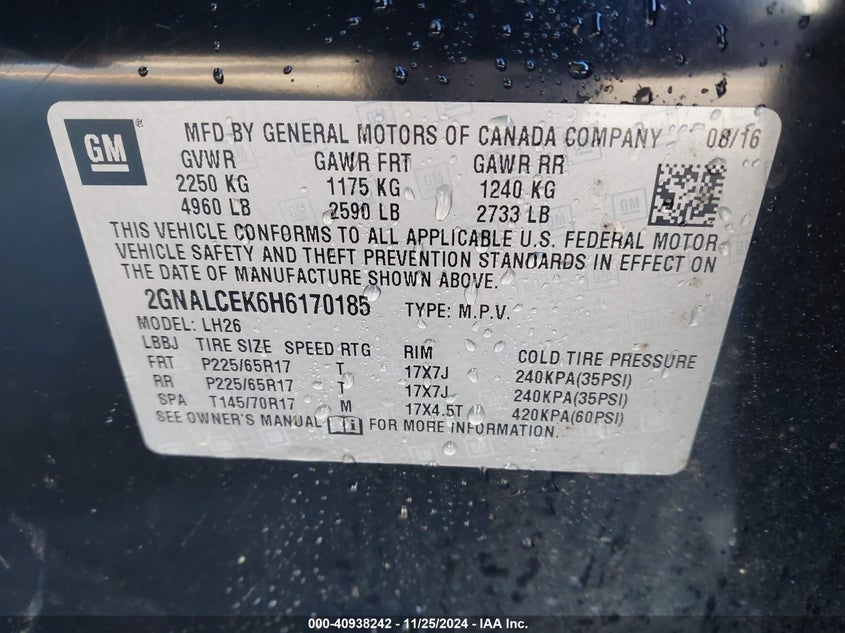 GM ® MFD BY GENERAL MOTORS OF CANADA COMPANY 08/16
GVWR GAWR FRT GAWR RR
2250 KG 1175 KG 1240 KG
4960 LB 2590 LB 2733 LB
THIS VEHICLE CONFORMS TO ALL APPLICABLE U.S. FEDERAL MOTOR
VEHICLE SAFETY AND THEFT PREVENTION STANDARDS IN EFFECT ON
THE DATE OF MANUFACTURE SHOWN ABOVE.
2GNALCEK6H6170185 TYPE: M.P.V.
MODEL: LH26
LBBJ TIRE SIZE SPEED RTG RIM COLD TIRE PRESSURE
FRT P225/65R17 T 17X7J 240KPA(35PSI)
RR P225/65R17 T 17X7J 240KPA(35PSI)
SPA T145/70R17 M 17X4.5T 420KPA(60PSI)
SEE OWNER'S MANUAL FOR MORE INFORMATION.
000-40938242 - 11/25/2024 - IAA Inc.